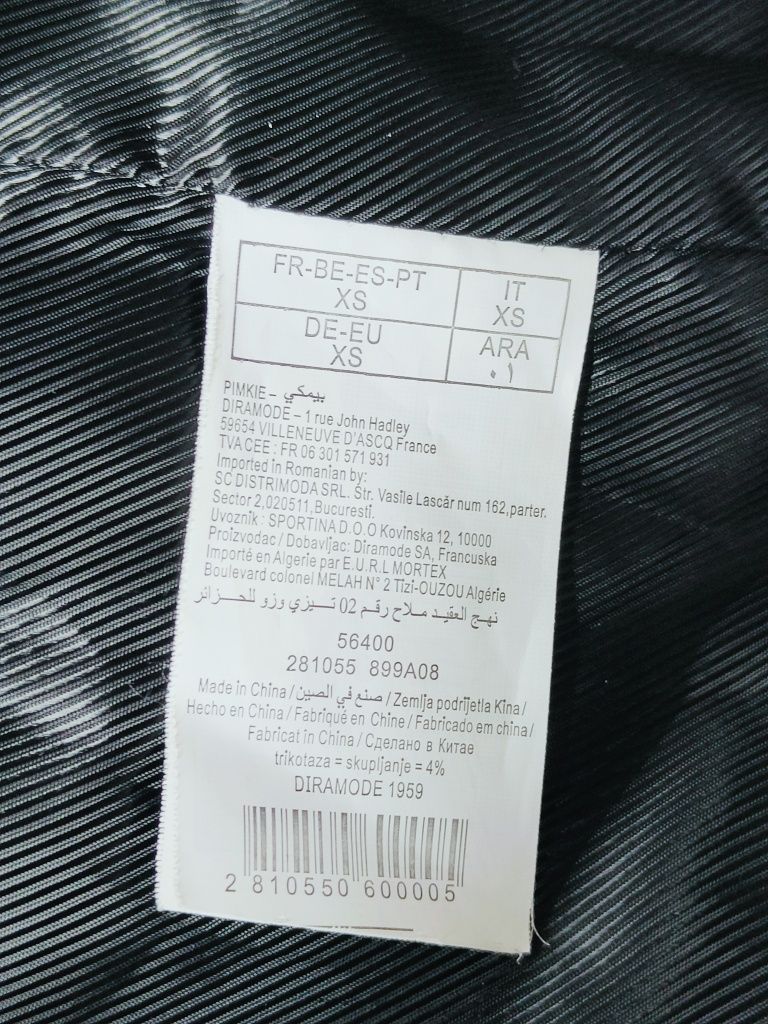 FR-BE-ES-PT
XS
IT
XS
DE-EU
XS
ARA
٠١
PIMKIE – بيمكي
DIRAMODE – 1 rue John Hadley
59654 VILLENEUVE D'ASCQ France
TVA CEE : FR 06 301 571 931
Imported in Romanian by:
SC DISTRIMODA SRL. Str. Vasile Lascăr num 162,parter.
Sector 2,020511,Bucuresti.
Uvoznik : SPORTINA D.O.O Kovinska 12, 10000
Proizvodac / Dobavljac: Diramode SA, Francuska
Importé en Algerie par E.U.R.L MORTEX
Boulevard colonel MELAH N° 2 Tizi-OUZOU Algérie
نهج العقيد ملاح رقم 02 تيزي وزو للجزائر
56400
281055 899A08
Made in China / صنع في الصين / Zemlja podrijetla Kina /
Hecho en China / Fabriqué en Chine / Fabricado em china /
Fabricat in China / Сделано в Китае
trikotaza = skupljanje = 4%
DIRAMODE 1959
2 810550 600005